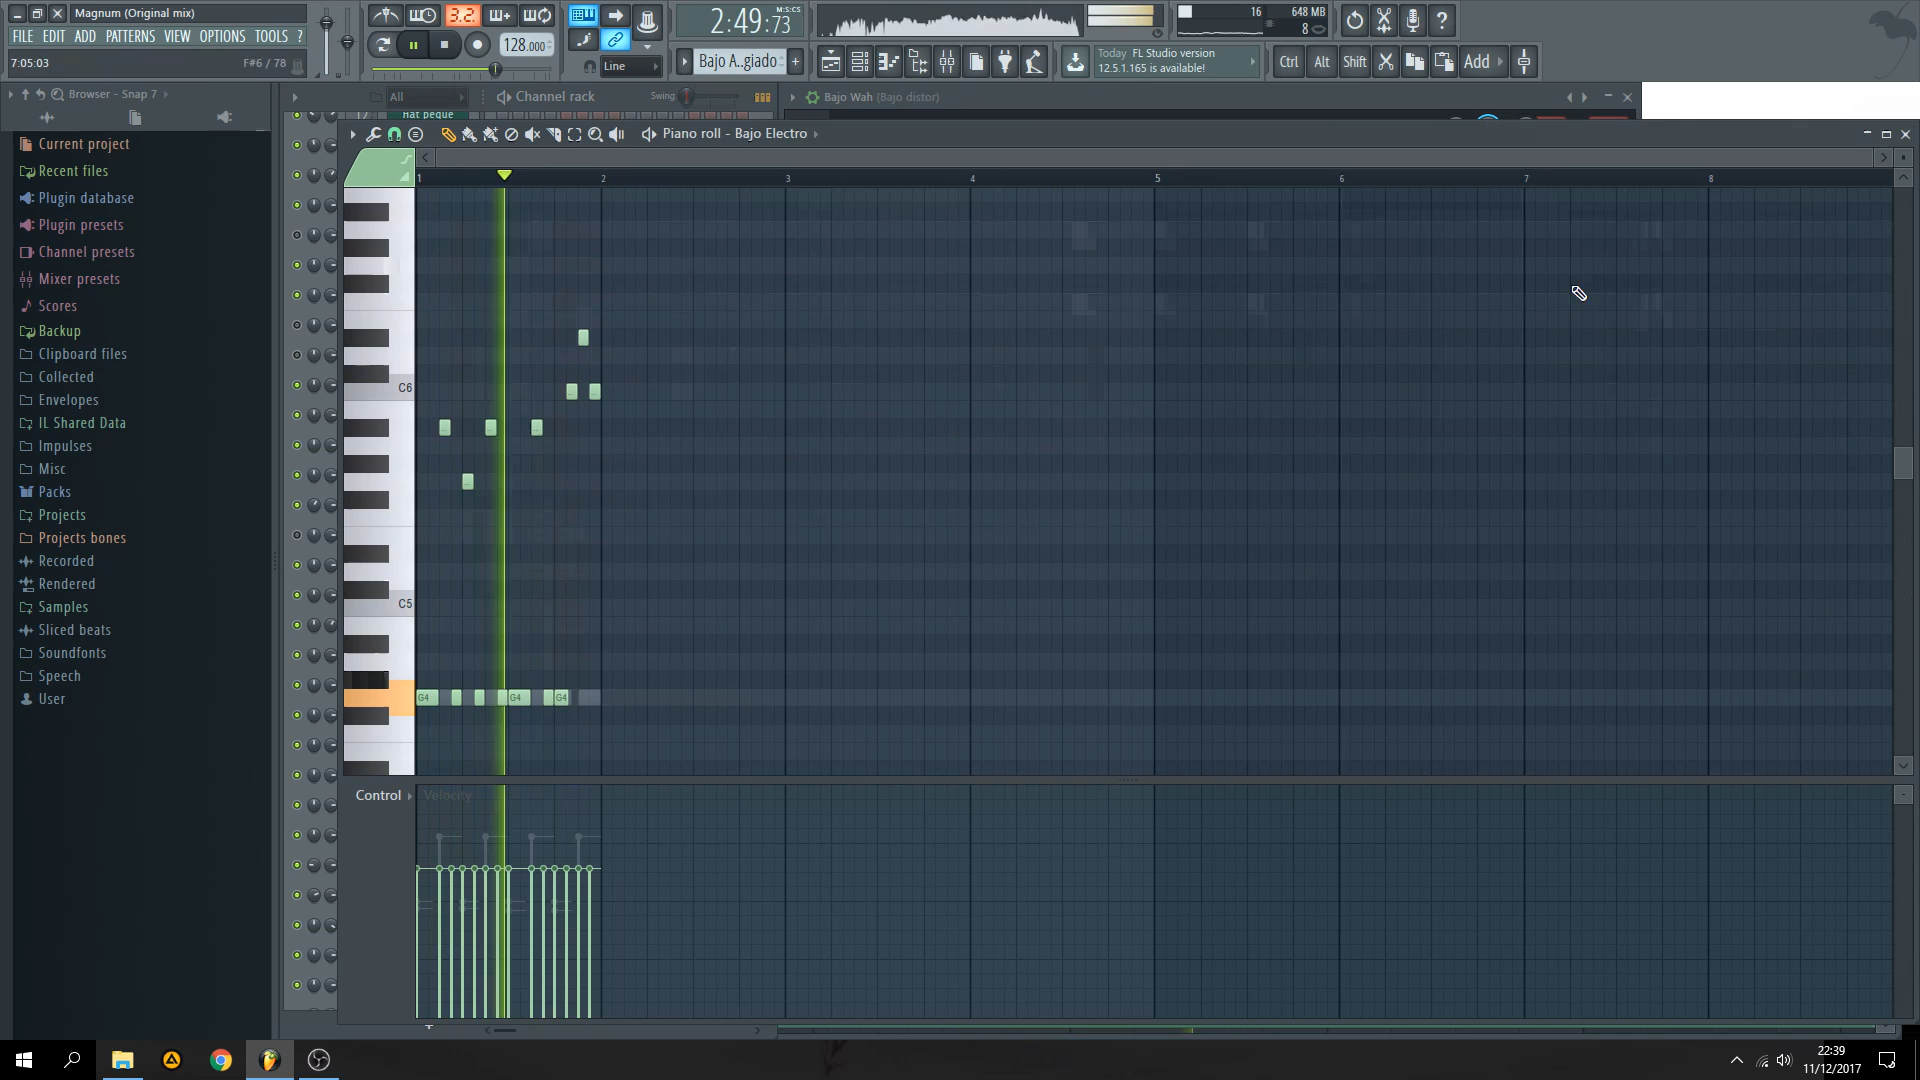 Magnum (Original mix)
FILE EDIT ADD PATTERNS VIEW OPTIONS TOOLS ?
7:05:03 F#6 / 78
3.2.
128.000
Line
2:49:73 M:S:CS
Bajo A..giado +
16 648 MB
8
Today FL Studio version
12.5.1.165 is available!
Ctrl Alt Shift Add
Browser - Snap 7
All Channel rack Swing
Bajo Wah (Bajo distor)
Hat peque
Piano roll - Bajo Electro
1 2 3 4 5 6 7 8
Current project
Recent files
Plugin database
Plugin presets
Channel presets
Mixer presets
Scores
Backup
Clipboard files
Collected
Envelopes
IL Shared Data
Impulses
Misc
Packs
Projects
Projects bones
Recorded
Rendered
Samples
Sliced beats
Soundfonts
Speech
User
C6
C5
G4 G4 G4
Control Velocity
22:39
11/12/2017